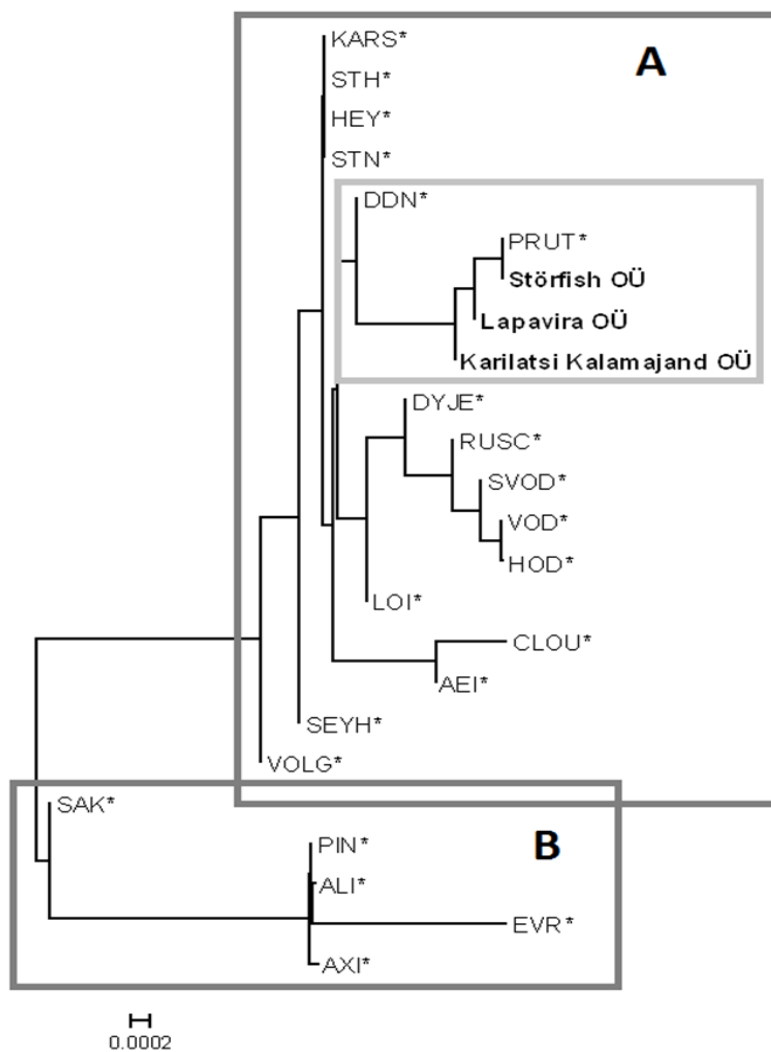 KARS*
A
STH*
HEY*
STN*
DDN*
PRUT*
Störfish OÜ
Lapavira OÜ
Karilatsi Kalamajand OÜ
DYJE*
RUSC*
SVOD*
VOD*
HOD*
LOI*
CLOU*
AEI*
SEYH*
VOLG*
SAK*
B
PIN*
ALI*
EVR*
AXI*
0.0002